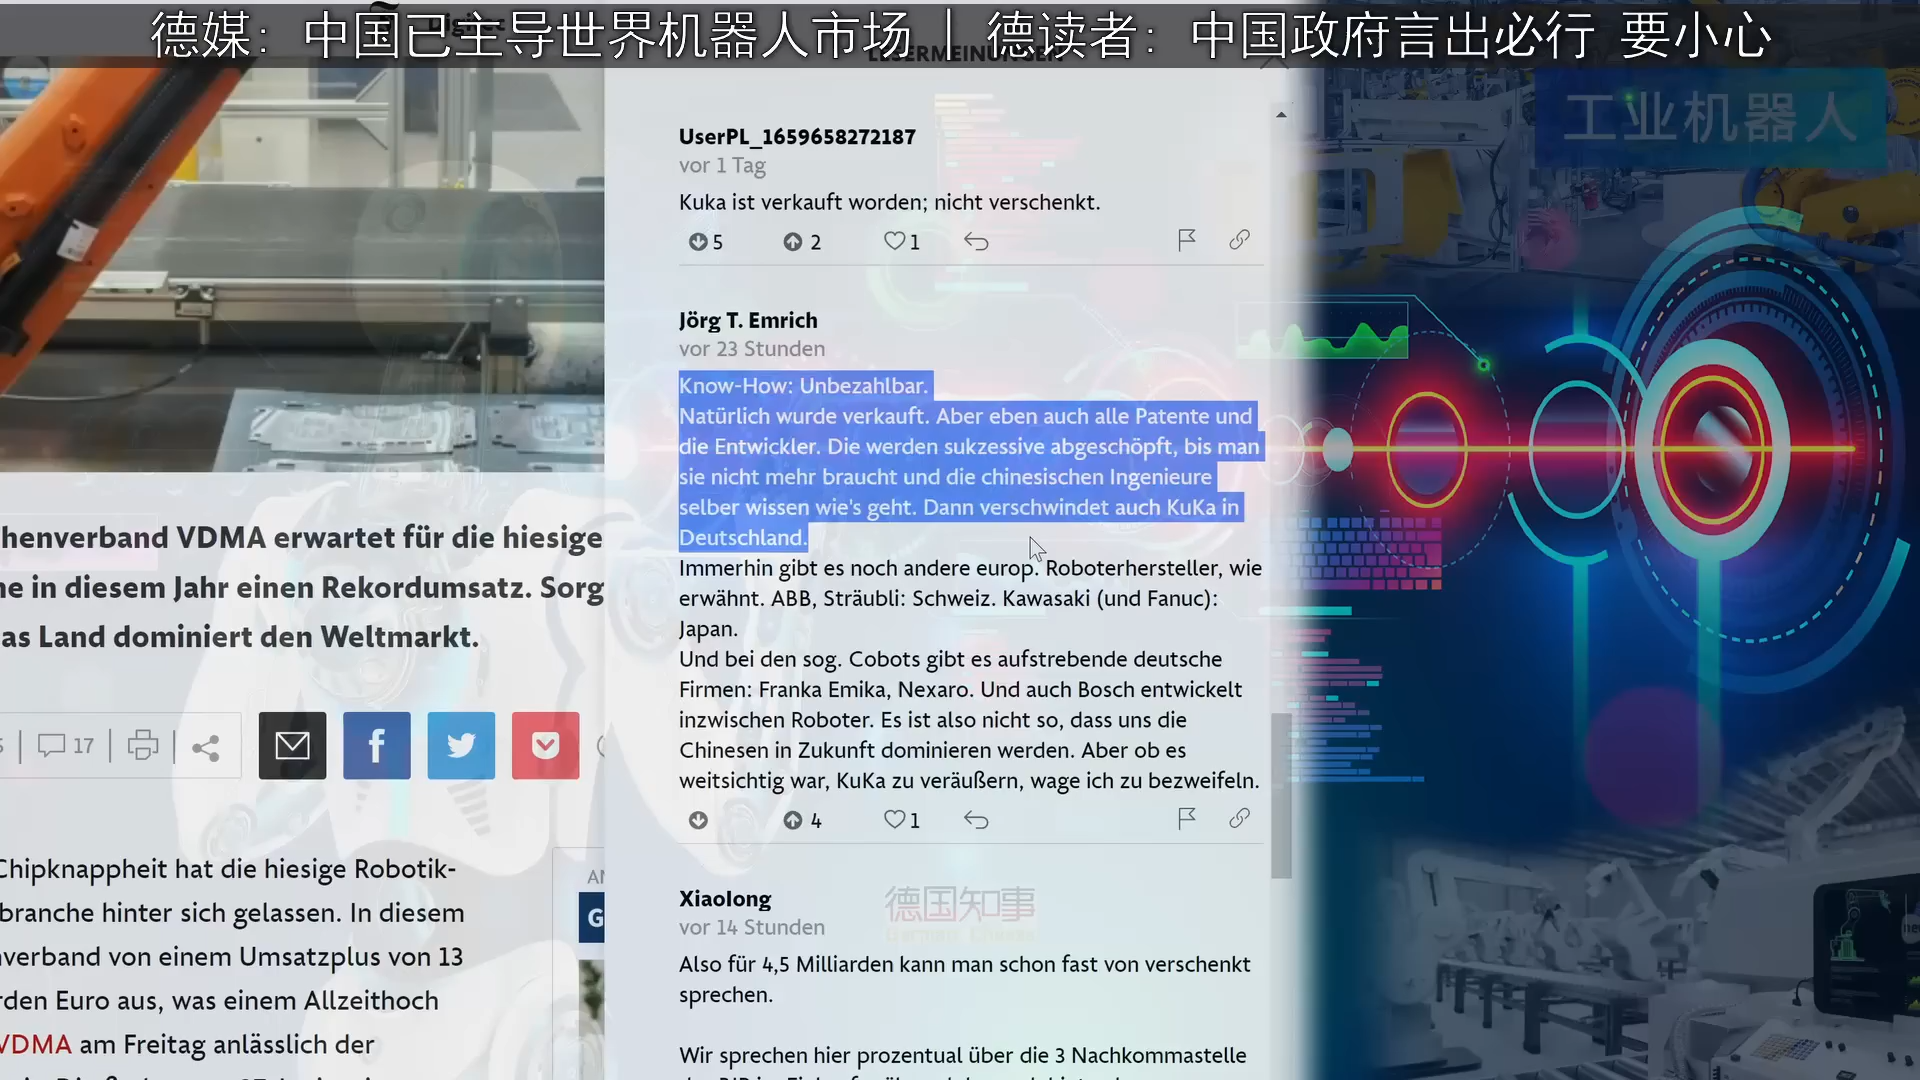 德媒：中国已主导世界机器人市场 | 德读者：中国政府言出必行 要小心
LESERMEINUNGEN
工业机器人
UserPL_1659658272187
vor 1 Tag
Kuka ist verkauft worden; nicht verschenkt.
5 2 1
Jörg T. Emrich
vor 23 Stunden
Know-How: Unbezahlbar.
Natürlich wurde verkauft. Aber eben auch alle Patente und
die Entwickler. Die werden sukzessive abgeschöpft, bis man
sie nicht mehr braucht und die chinesischen Ingenieure
selber wissen wie's geht. Dann verschwindet auch KuKa in
Deutschland.
Immerhin gibt es noch andere europ. Roboterhersteller, wie
erwähnt. ABB, Sträubli: Schweiz. Kawasaki (und Fanuc):
Japan.
Und bei den sog. Cobots gibt es aufstrebende deutsche
Firmen: Franka Emika, Nexaro. Und auch Bosch entwickelt
inzwischen Roboter. Es ist also nicht so, dass uns die
Chinesen in Zukunft dominieren werden. Aber ob es
weitsichtig war, KuKa zu veräußern, wage ich zu bezweifeln.
4 1
Xiaolong
vor 14 Stunden
德国知事
Also für 4,5 Milliarden kann man schon fast von verschenkt
sprechen.
Wir sprechen hier prozentual über die 3 Nachkommastelle
henverband VDMA erwartet für die hiesige
ne in diesem Jahr einen Rekordumsatz. Sorg
as Land dominiert den Weltmarkt.
17
Chipknappheit hat die hiesige Robotik-
branche hinter sich gelassen. In diesem
verband von einem Umsatzplus von 13
rden Euro aus, was einem Allzeithoch
VDMA am Freitag anlässlich der